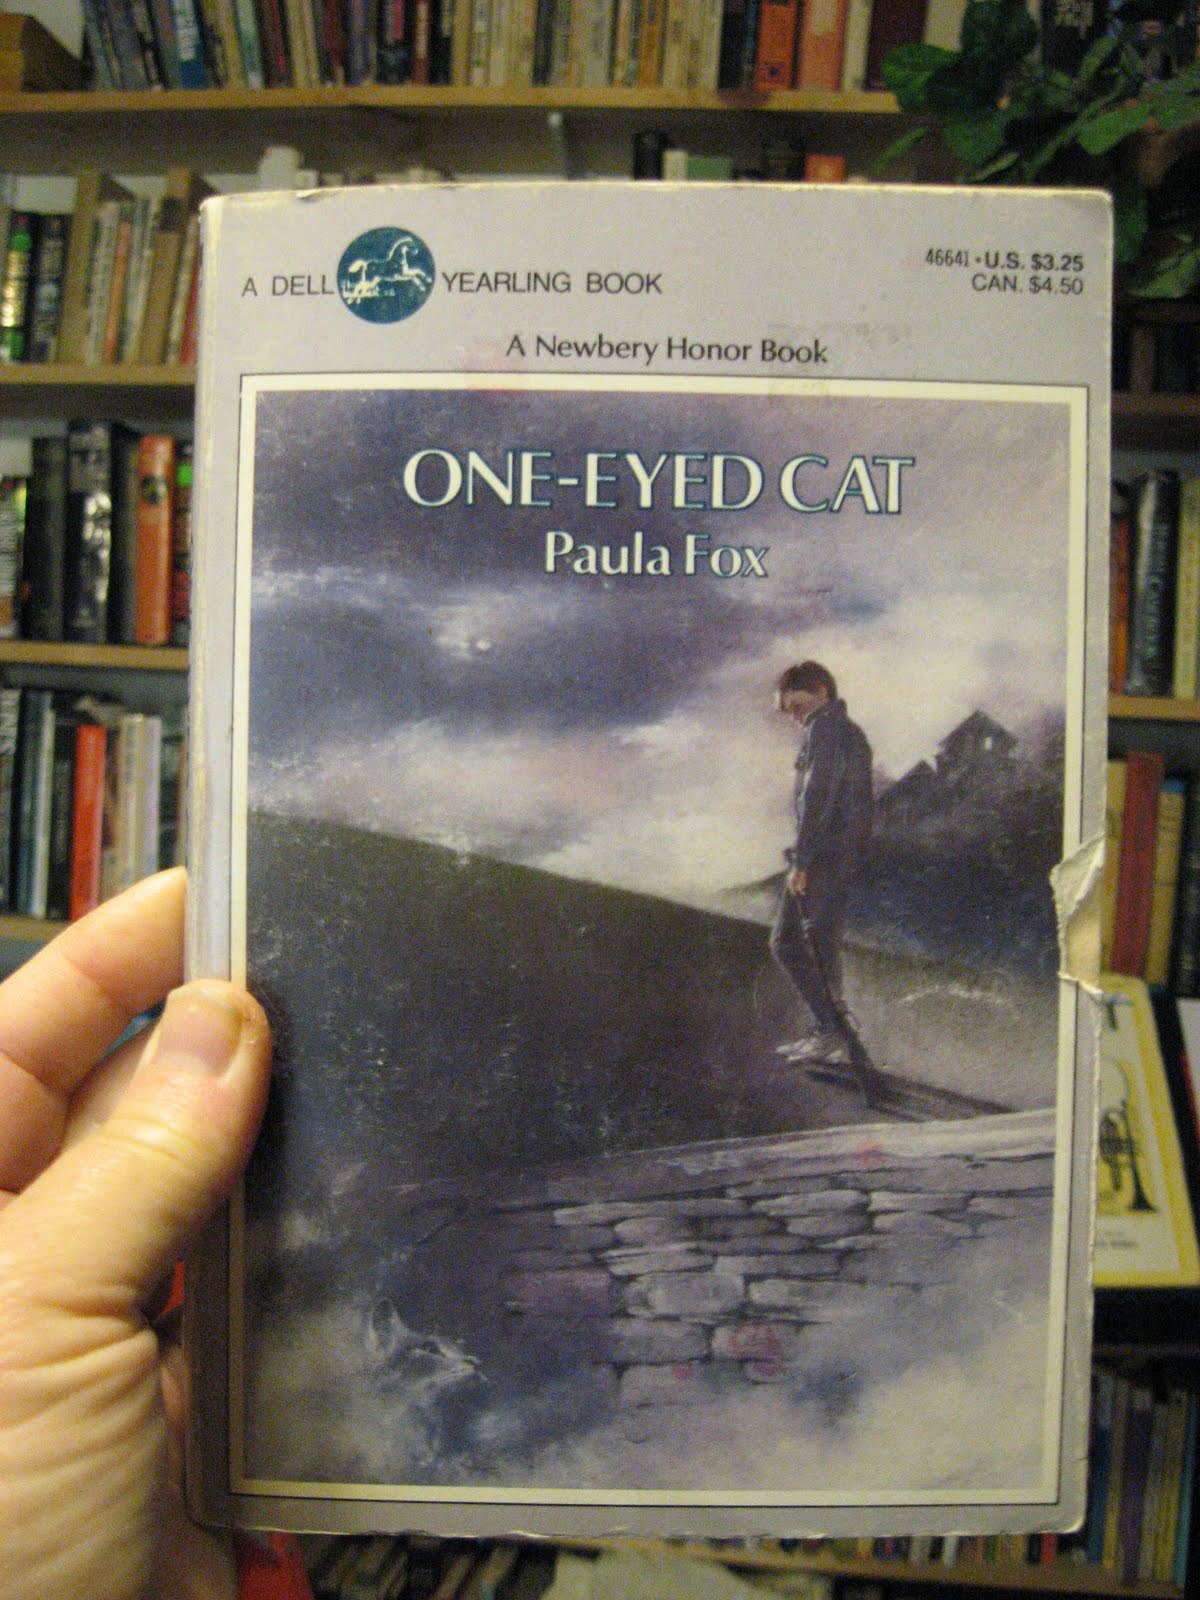 A DELL YEARLING BOOK
46641 • U.S. $3.25
CAN. $4.50
A Newbery Honor Book
ONE-EYED CAT
Paula Fox